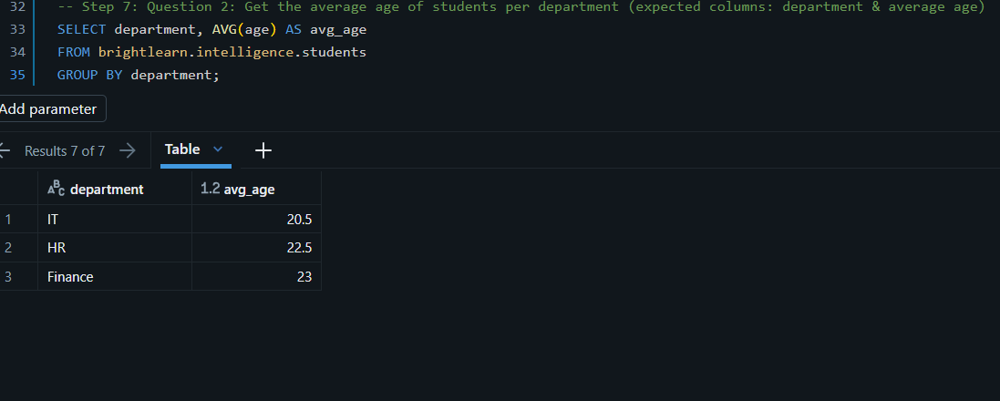 32 -- Step 7: Question 2: Get the average age of students per department (expected columns: department & average age)
33 SELECT department, AVG(age) AS avg_age
34 FROM brightlearn.intelligence.students
35 GROUP BY department;
Add parameter
Results 7 of 7 Table
ABC department 1.2 avg_age
1 IT 20.5
2 HR 22.5
3 Finance 23